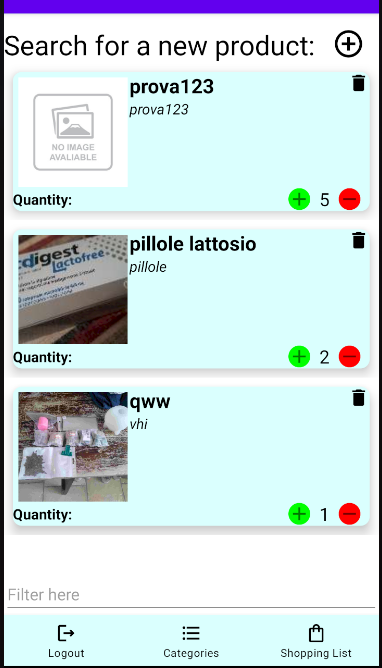 Search for a new product:
prova123
prova123
NO IMAGE
AVALIABLE
Quantity:
5
pillole lattosio
pillole
digest
Lactofree
Quantity:
2
qww
vhi
Quantity:
1
Filter here
Logout
Categories
Shopping List